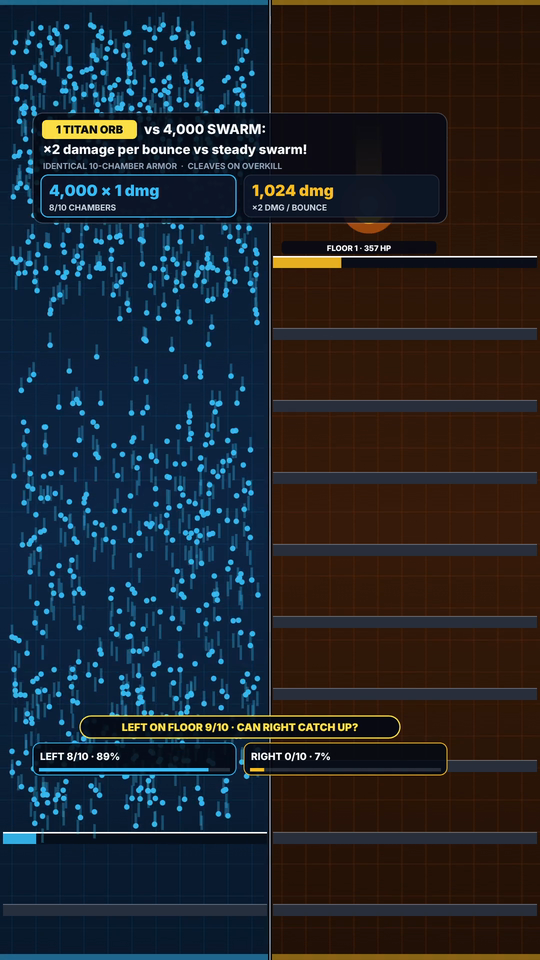 1 TITAN ORB vs 4,000 SWARM:
×2 damage per bounce vs steady swarm!
IDENTICAL 10-CHAMBER ARMOR · CLEAVES ON OVERKILL
4,000 × 1 dmg
8/10 CHAMBERS
1,024 dmg
×2 DMG / BOUNCE
FLOOR 1 · 357 HP
LEFT ON FLOOR 9/10 · CAN RIGHT CATCH UP?
LEFT 8/10 · 89%
RIGHT 0/10 · 7%